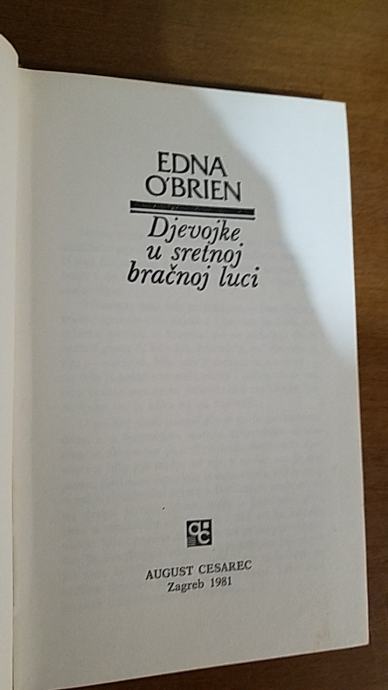 EDNA
O'BRIEN
Djevojke
u sretnoj
bračnoj luci
a.c
AUGUST CESAREC
Zagreb 1981